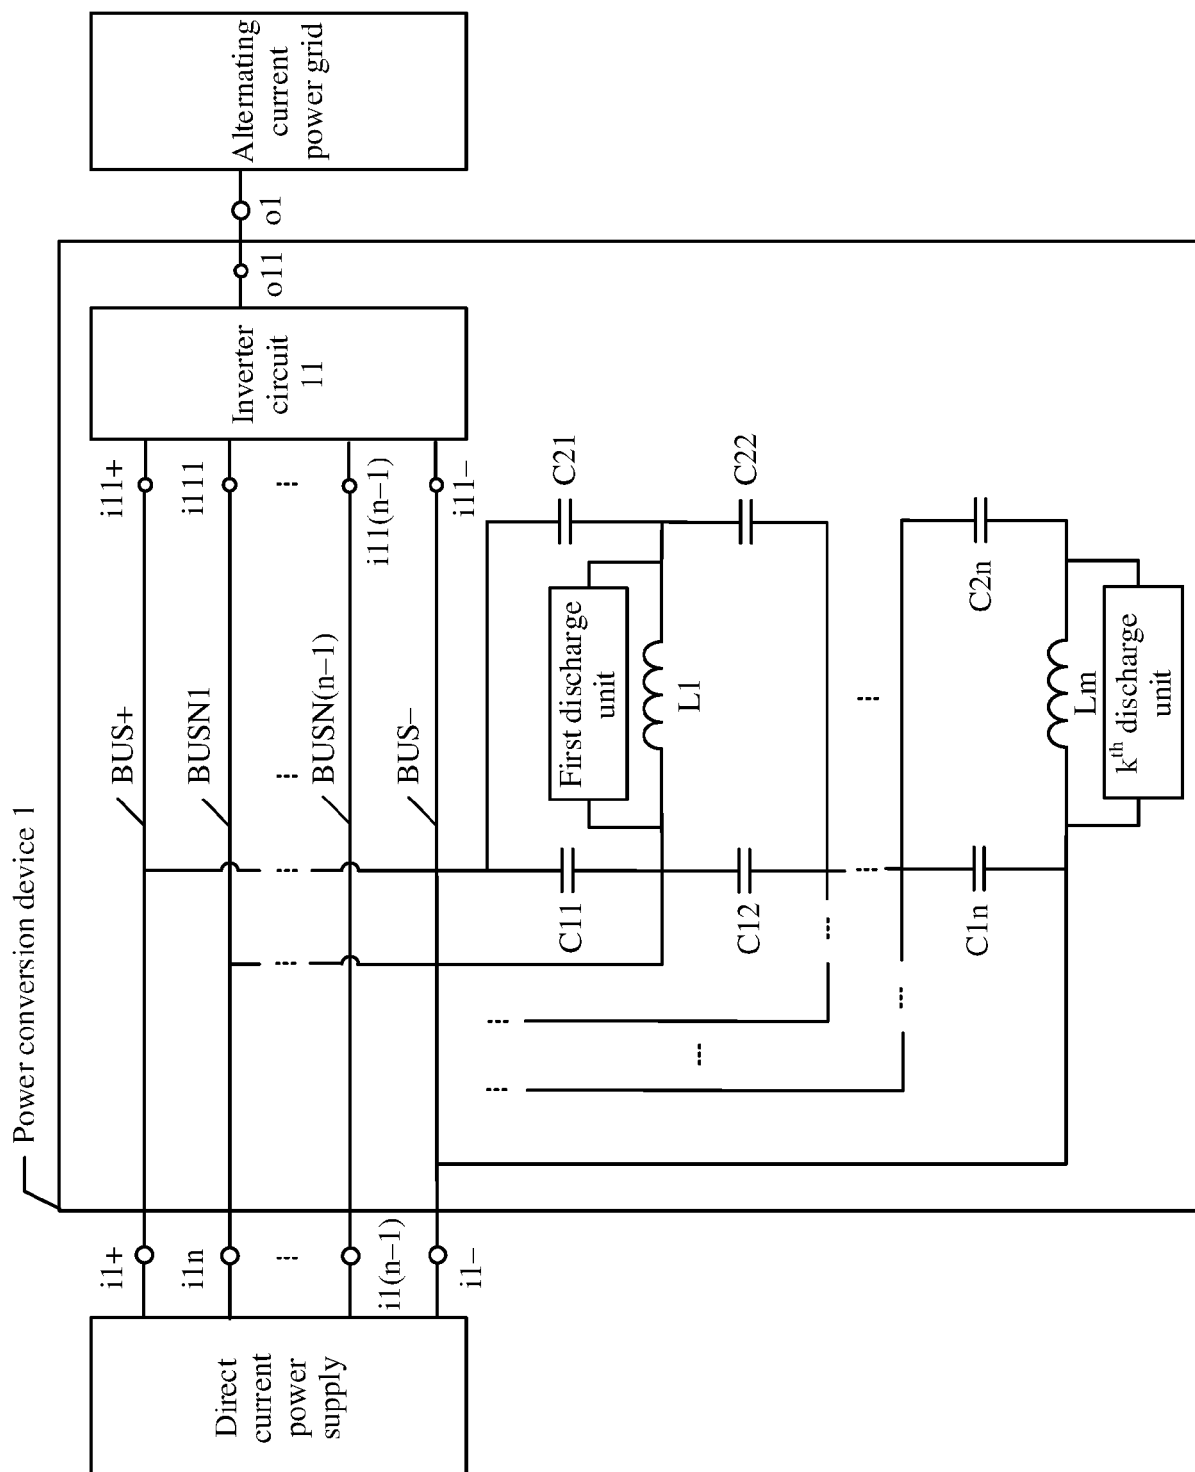 Power conversion device 1
Direct
current
power
supply
i1+
i1n
...
i1(n−1)
i1−
BUS+
BUSN1
...
BUSN(n−1)
BUS−
i11+
i111
...
i11(n−1)
i11−
Inverter
circuit
11
o11
o1
Alternating
current
power grid
C11
First discharge
unit
L1
C21
C12
C22
C1n
Lm
kth discharge
unit
C2n